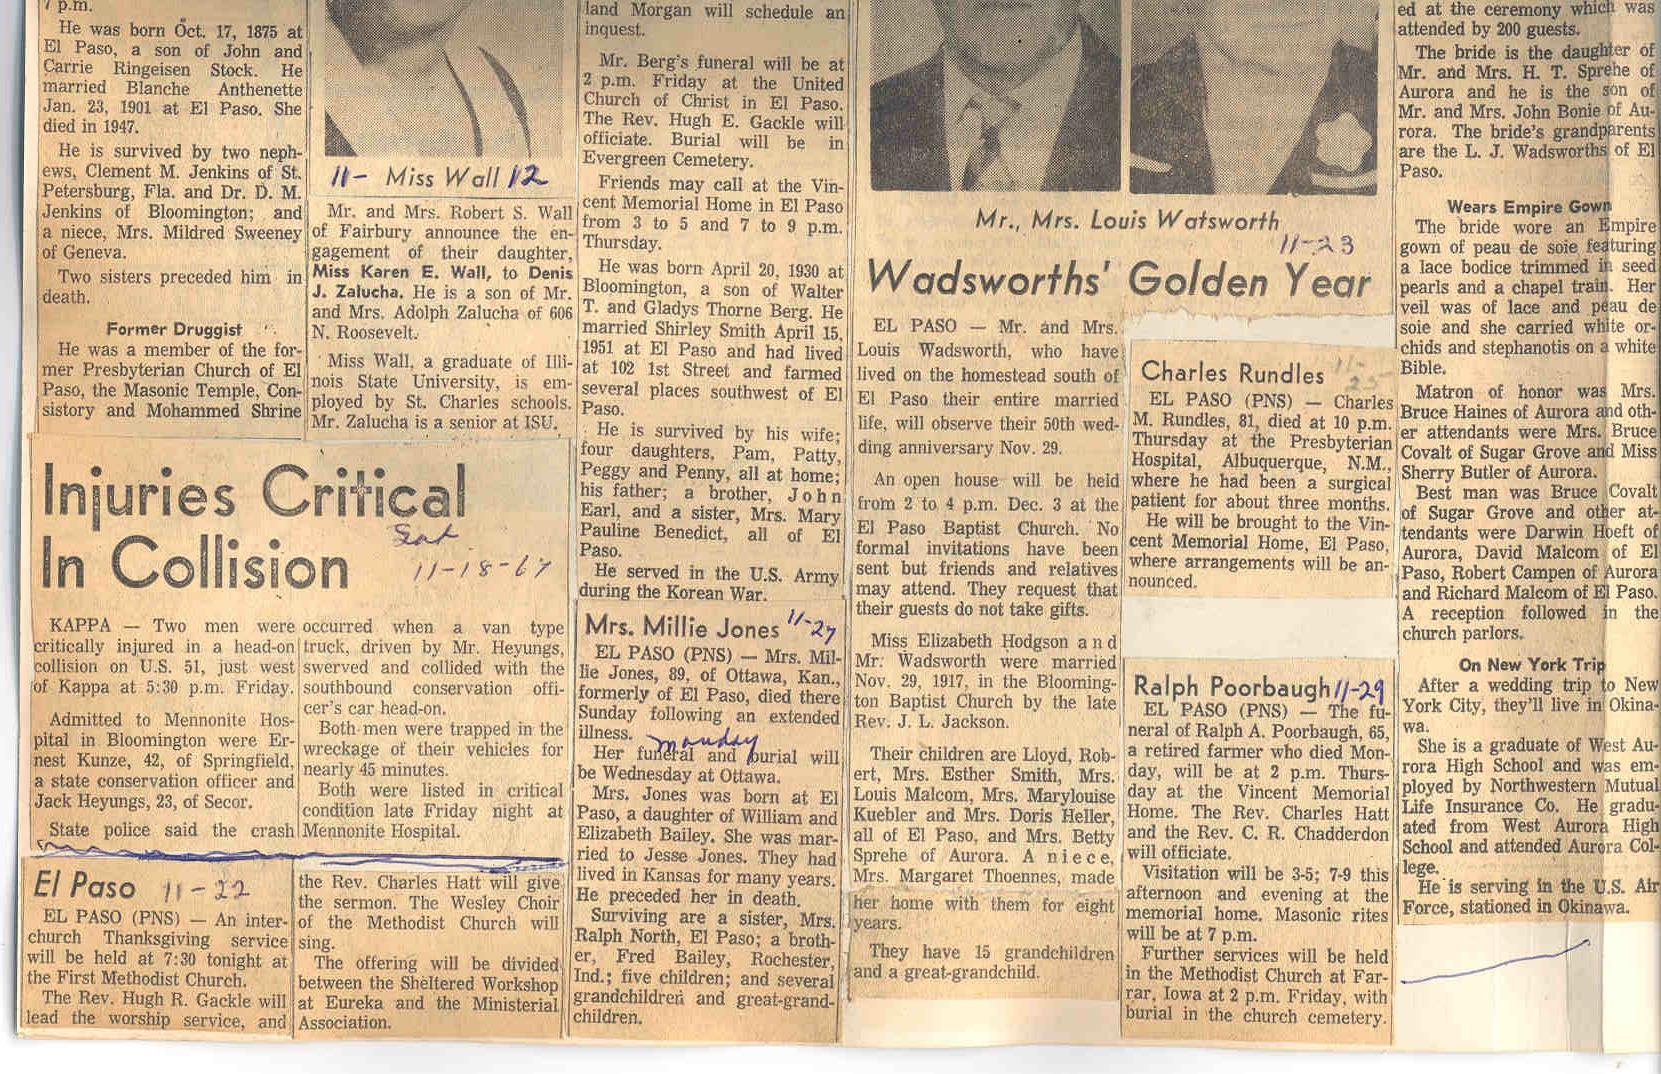 7 p.m.
He was born Oct. 17, 1875 at
El Paso, a son of John and
Carrie Ringeisen Stock. He
married Blanche Anthenette
Jan. 23, 1901 at El Paso. She
died in 1947.
He is survived by two neph-
ews, Clement M. Jenkins of St.
Petersburg, Fla. and Dr. D. M.
Jenkins of Bloomington; and
a niece, Mrs. Mildred Sweeney
of Geneva.
Two sisters preceded him in
death.
Former Druggist
He was a member of the for-
mer Presbyterian Church of El
Paso, the Masonic Temple, Con-
sistory and Mohammed Shrine
11- Miss Wall 12
Mr. and Mrs. Robert S. Wall
of Fairbury announce the en-
gagement of their daughter,
Miss Karen E. Wall, to Denis
J. Zalucha. He is a son of Mr.
and Mrs. Adolph Zalucha of 606
N. Roosevelt.
Miss Wall, a graduate of Illi-
nois State University, is em-
ployed by St. Charles schools.
Mr. Zalucha is a senior at ISU.
Injuries Critical
In Collision
Sat
11-18-67
KAPPA — Two men were
critically injured in a head-on
collision on U.S. 51, just west
of Kappa at 5:30 p.m. Friday.
Admitted to Mennonite Hos-
pital in Bloomington were Er-
nest Kunze, 42, of Springfield,
a state conservation officer and
Jack Heyungs, 23, of Secor.
State police said the crash
occurred when a van type
truck, driven by Mr. Heyungs,
swerved and collided with the
southbound conservation offi-
cer's car head-on.
Both men were trapped in the
wreckage of their vehicles for
nearly 45 minutes.
Both were listed in critical
condition late Friday night at
Mennonite Hospital.
El Paso 11-22
EL PASO (PNS) — An inter-
church Thanksgiving service
will be held at 7:30 tonight at
the First Methodist Church.
The Rev. Hugh R. Gackle will
lead the worship service, and
the Rev. Charles Hatt will give
the sermon. The Wesley Choir
of the Methodist Church will
sing.
The offering will be divided
between the Sheltered Workshop
at Eureka and the Ministerial
Association.
land Morgan will schedule an
inquest.
Mr. Berg's funeral will be at
2 p.m. Friday at the United
Church of Christ in El Paso.
The Rev. Hugh E. Gackle will
officiate. Burial will be in
Evergreen Cemetery.
Friends may call at the Vin-
cent Memorial Home in El Paso
from 3 to 5 and 7 to 9 p.m.
Thursday.
He was born April 20, 1930 at
Bloomington, a son of Walter
T. and Gladys Thorne Berg. He
married Shirley Smith April 15,
1951 at El Paso and had lived
at 102 1st Street and farmed
several places southwest of El
Paso.
He is survived by his wife;
four daughters, Pam, Patty,
Peggy and Penny, all at home;
his father; a brother, John
Earl, and a sister, Mrs. Mary
Pauline Benedict, all of El
Paso.
He served in the U.S. Army
during the Korean War.
Mrs. Millie Jones 11-27
EL PASO (PNS) — Mrs. Mil-
lie Jones, 89, of Ottawa, Kan.,
formerly of El Paso, died there
Sunday following an extended
illness.
monday
Her funeral and burial will
be Wednesday at Ottawa.
Mrs. Jones was born at El
Paso, a daughter of William and
Elizabeth Bailey. She was mar-
ried to Jesse Jones. They had
lived in Kansas for many years.
He preceded her in death.
Surviving are a sister, Mrs.
Ralph North, El Paso; a broth-
er, Fred Bailey, Rochester,
Ind.; five children; and several
grandchildren and great-grand-
children.
Mr., Mrs. Louis Watsworth
11-23
Wadsworths' Golden Year
EL PASO — Mr. and Mrs.
Louis Wadsworth, who have
lived on the homestead south of
El Paso their entire married
life, will observe their 50th wed-
ding anniversary Nov. 29.
An open house will be held
from 2 to 4 p.m. Dec. 3 at the
El Paso Baptist Church. No
formal invitations have been
sent but friends and relatives
may attend. They request that
their guests do not take gifts.
Miss Elizabeth Hodgson and
Mr. Wadsworth were married
Nov. 29, 1917, in the Blooming-
ton Baptist Church by the late
Rev. J. L. Jackson.
Their children are Lloyd, Rob-
ert, Mrs. Esther Smith, Mrs.
Louis Malcom, Mrs. Marylouise
Kuebler and Mrs. Doris Heller,
all of El Paso, and Mrs. Betty
Sprehe of Aurora. A niece,
Mrs. Margaret Thoennes, made
her home with them for eight
years.
They have 15 grandchildren
and a great-grandchild.
Charles Rundles 11-25
EL PASO (PNS) — Charles
M. Rundles, 81, died at 10 p.m.
Thursday at the Presbyterian
Hospital, Albuquerque, N.M.,
where he had been a surgical
patient for about three months.
He will be brought to the Vin-
cent Memorial Home, El Paso,
where arrangements will be an-
nounced.
Ralph Poorbaugh 11-29
EL PASO (PNS) — The fu-
neral of Ralph A. Poorbaugh, 65,
a retired farmer who died Mon-
day, will be at 2 p.m. Thurs-
day at the Vincent Memorial
Home. The Rev. Charles Hatt
and the Rev. C. R. Chadderdon
will officiate.
Visitation will be 3-5; 7-9 this
afternoon and evening at the
memorial home. Masonic rites
will be at 7 p.m.
Further services will be held
in the Methodist Church at Far-
rar, Iowa at 2 p.m. Friday, with
burial in the church cemetery.
ed at the ceremony which was
attended by 200 guests.
The bride is the daughter of
Mr. and Mrs. H. T. Sprehe of
Aurora and he is the son of
Mr. and Mrs. John Bonie of Au-
rora. The bride's grandparents
are the L. J. Wadsworths of El
Paso.
Wears Empire Gown
The bride wore an Empire
gown of peau de soie featuring
a lace bodice trimmed in seed
pearls and a chapel train. Her
veil was of lace and peau de
soie and she carried white or-
chids and stephanotis on a white
Bible.
Matron of honor was Mrs.
Bruce Haines of Aurora and oth-
er attendants were Mrs. Bruce
Covalt of Sugar Grove and Miss
Sherry Butler of Aurora.
Best man was Bruce Covalt
of Sugar Grove and other at-
tendants were Darwin Hoeft of
Aurora, David Malcom of El
Paso, Robert Campen of Aurora
and Richard Malcom of El Paso.
A reception followed in the
church parlors.
On New York Trip
After a wedding trip to New
York City, they'll live in Okina-
wa.
She is a graduate of West Au-
rora High School and was em-
ployed by Northwestern Mutual
Life Insurance Co. He gradu-
ated from West Aurora High
School and attended Aurora Col-
lege.
He is serving in the U.S. Air
Force, stationed in Okinawa.